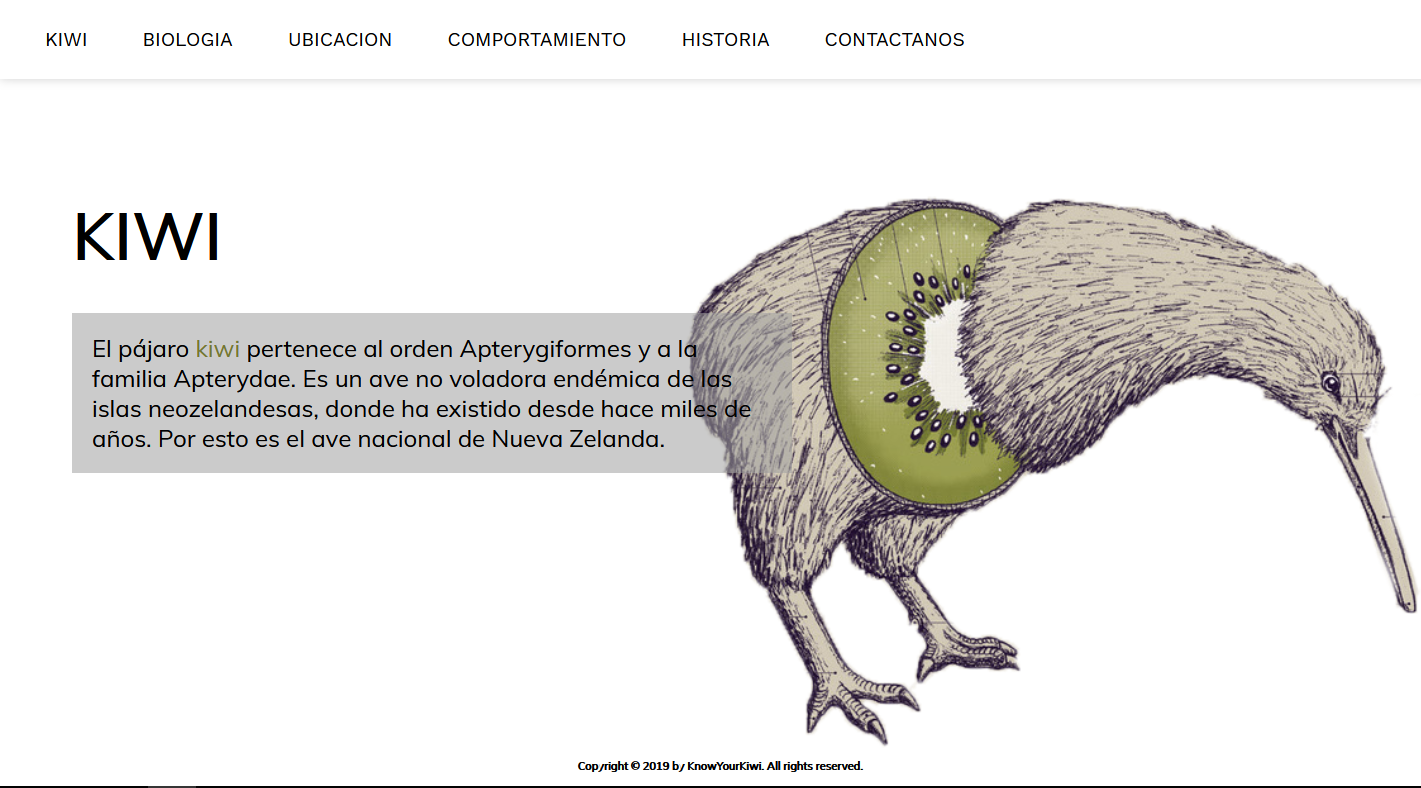 KIWI BIOLOGIA UBICACION COMPORTAMIENTO HISTORIA CONTACTANOS
KIWI
El pájaro kiwi pertenece al orden Apterygiformes y a la
familia Apterydae. Es un ave no voladora endémica de las
islas neozelandesas, donde ha existido desde hace miles de
años. Por esto es el ave nacional de Nueva Zelanda.
Copyright © 2019 by KnowYourKiwi. All rights reserved.